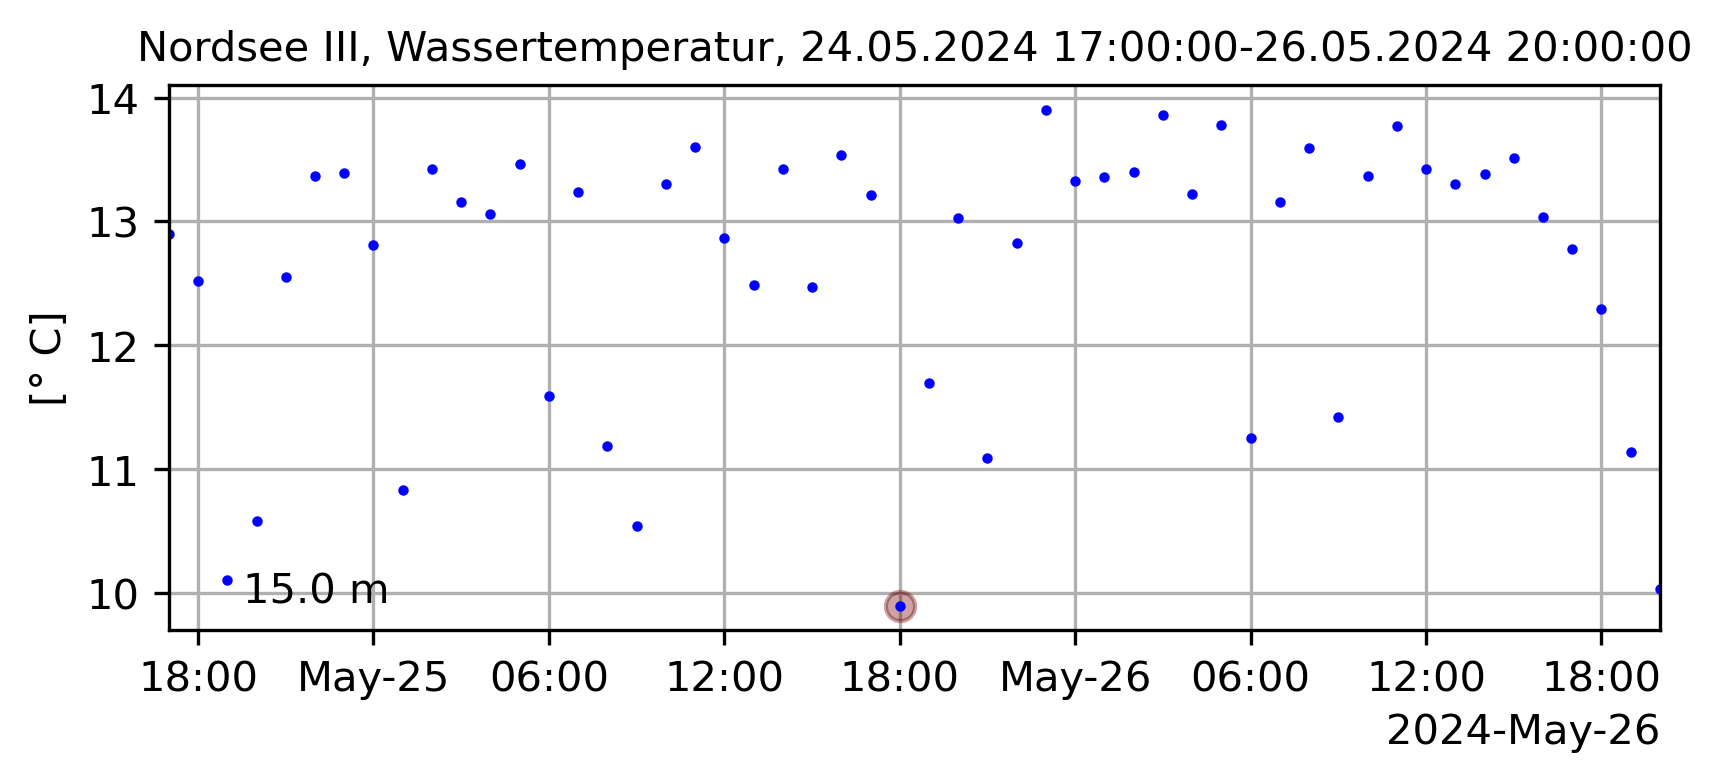 Nordsee III, Wassertemperatur, 24.05.2024 17:00:00-26.05.2024 20:00:00
14
13
12
11
10
[° C]
15.0 m
18:00 May-25 06:00 12:00 18:00 May-26 06:00 12:00 18:00
2024-May-26